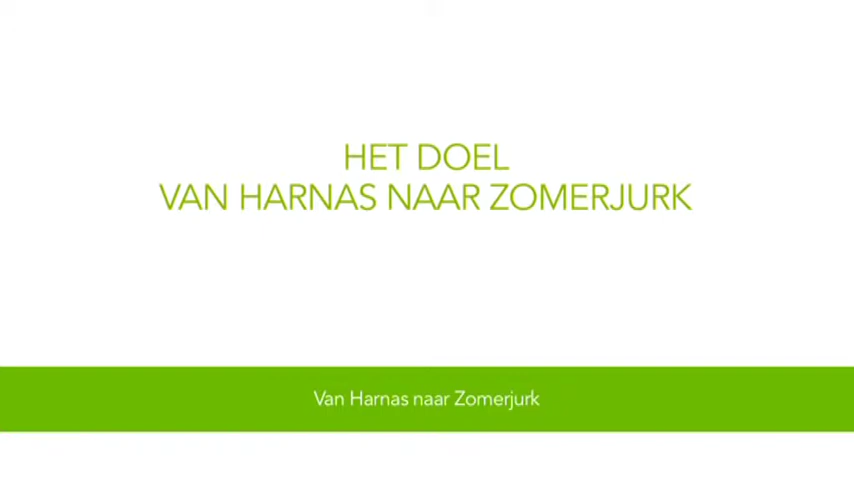 HET DOEL
VAN HARNAS NAAR ZOMERJURK
Van Harnas naar Zomerjurk